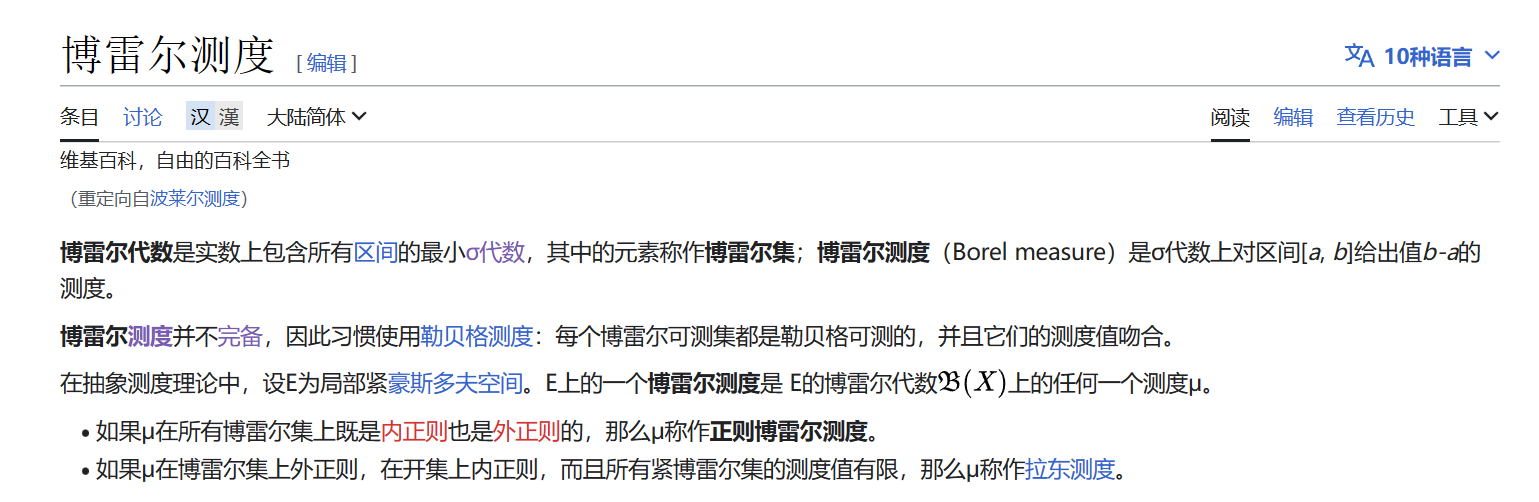 博雷尔测度 [ 编辑 ]
文A 10种语言
条目 讨论 汉 漢 大陆简体 阅读 编辑 查看历史 工具
维基百科，自由的百科全书
（重定向自波莱尔测度）
博雷尔代数是实数上包含所有区间的最小σ代数，其中的元素称作博雷尔集；博雷尔测度（Borel measure）是σ代数上对区间[a, b]给出值b-a的
测度。
博雷尔测度并不完备，因此习惯使用勒贝格测度：每个博雷尔可测集都是勒贝格可测的，并且它们的测度值吻合。
在抽象测度理论中，设E为局部紧豪斯多夫空间。E上的一个博雷尔测度是 E的博雷尔代数𝔅(X)上的任何一个测度μ。
• 如果μ在所有博雷尔集上既是内正则也是外正则的，那么μ称作正则博雷尔测度。
• 如果μ在博雷尔集上外正则，在开集上内正则，而且所有紧博雷尔集的测度值有限，那么μ称作拉东测度。